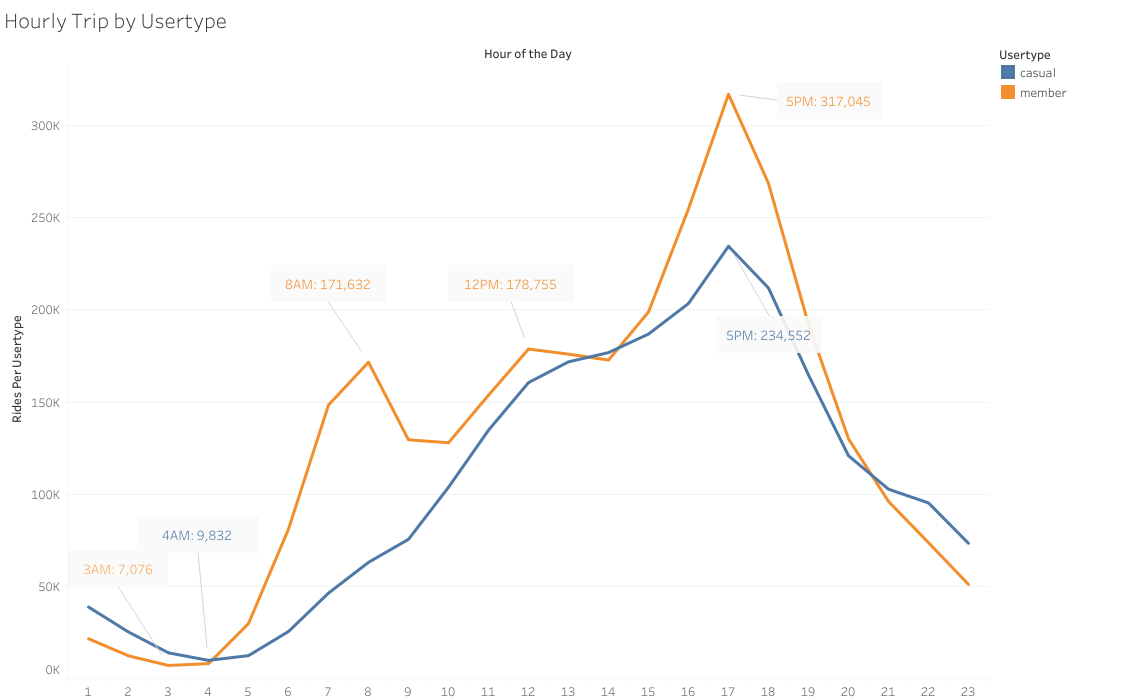 Hourly Trip by Usertype
Hour of the Day
Usertype
casual
member
Rides Per Usertype
300K
250K
200K
150K
100K
50K
0K
5PM: 317,045
8AM: 171,632
12PM: 178,755
5PM: 234,552
4AM: 9,832
3AM: 7,076
1 2 3 4 5 6 7 8 9 10 11 12 13 14 15 16 17 18 19 20 21 22 23